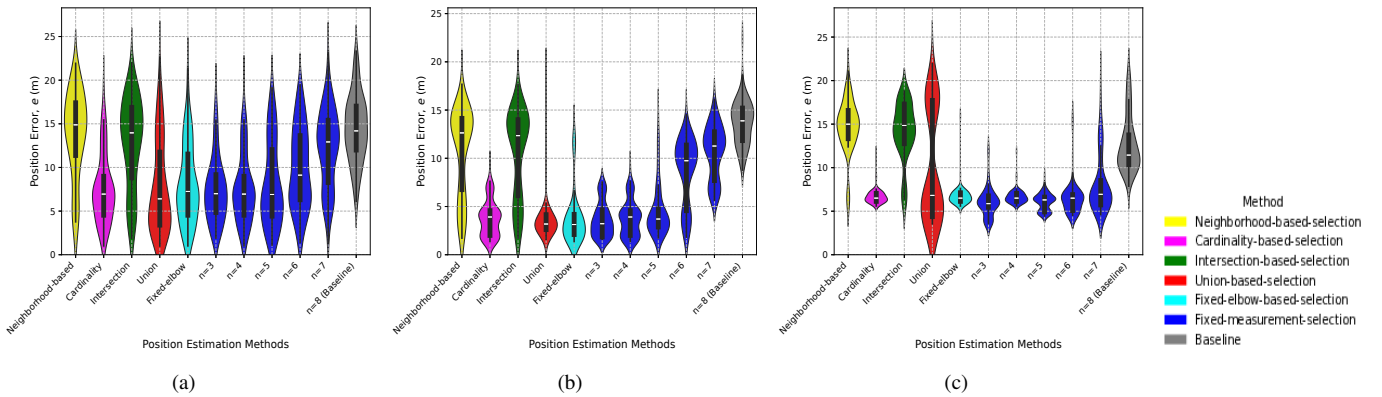 25
20
15
10
5
0
Position Error, e (m)
Neighborhood-based
Cardinality
Intersection
Union
Fixed-elbow
n=3
n=4
n=5
n=6
n=7
n=8 (Baseline)
Position Estimation Methods
(a)
25
20
15
10
5
0
Position Error, e (m)
Neighborhood-based
Cardinality
Intersection
Union
Fixed-elbow
n=3
n=4
n=5
n=6
n=7
n=8 (Baseline)
Position Estimation Methods
(b)
25
20
15
10
5
0
Position Error, e (m)
Neighborhood-based
Cardinality
Intersection
Union
Fixed-elbow
n=3
n=4
n=5
n=6
n=7
n=8 (Baseline)
Position Estimation Methods
(c)
Method
Neighborhood-based-selection
Cardinality-based-selection
Intersection-based-selection
Union-based-selection
Fixed-elbow-based-selection
Fixed-measurement-selection
Baseline